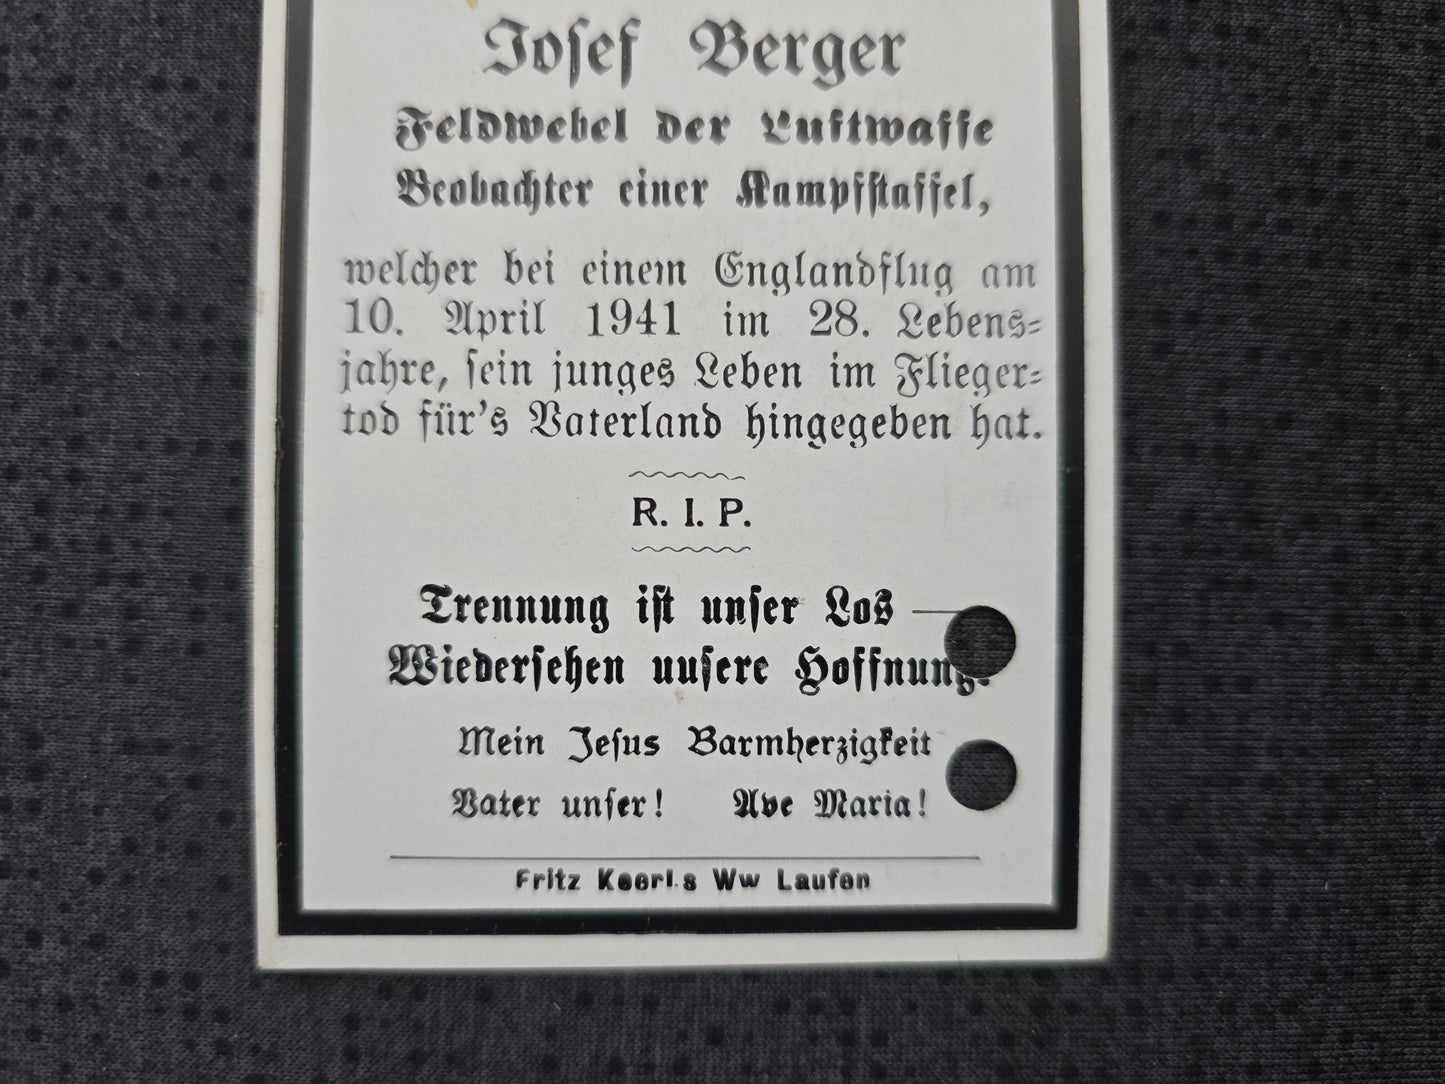 Josef Berger
Feldwebel der Luftwaffe
Beobachter einer Kampfstaffel,
welcher bei einem Englandflug am
10. April 1941 im 28. Lebens=
jahre, sein junges Leben im Flieger=
tod für's Vaterland hingegeben hat.
R. I. P.
Trennung ist unser Los —
Wiedersehen uusere Hoffnung.
Mein Jesus Barmherzigkeit
Vater unser! Ave Maria!
Fritz Keerl.s Ww Laufen